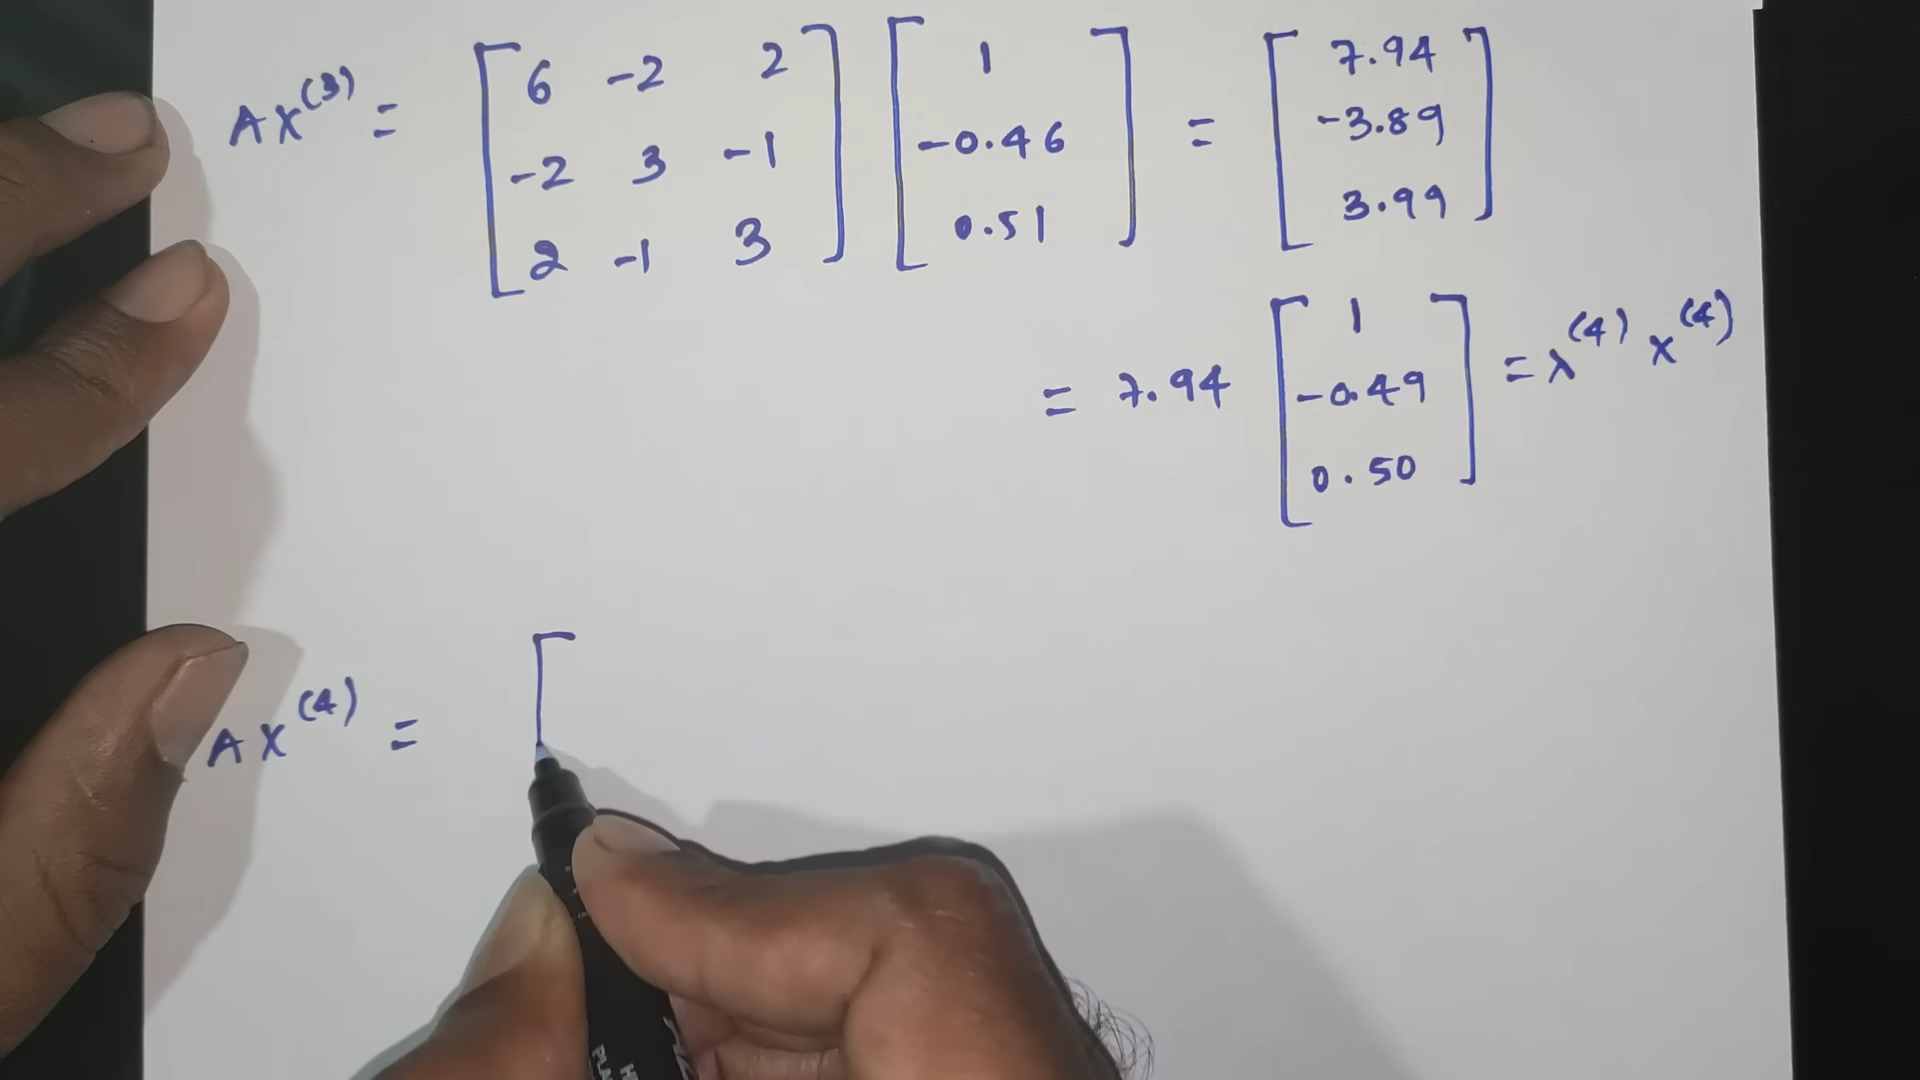 AX^(3) = [6 -2 2; -2 3 -1; 2 -1 3] [1; -0.46; 0.51] = [7.94; -3.89; 3.99]
= 7.94 [1; -0.49; 0.50] = λ^(4) X^(4)
AX^(4) = [